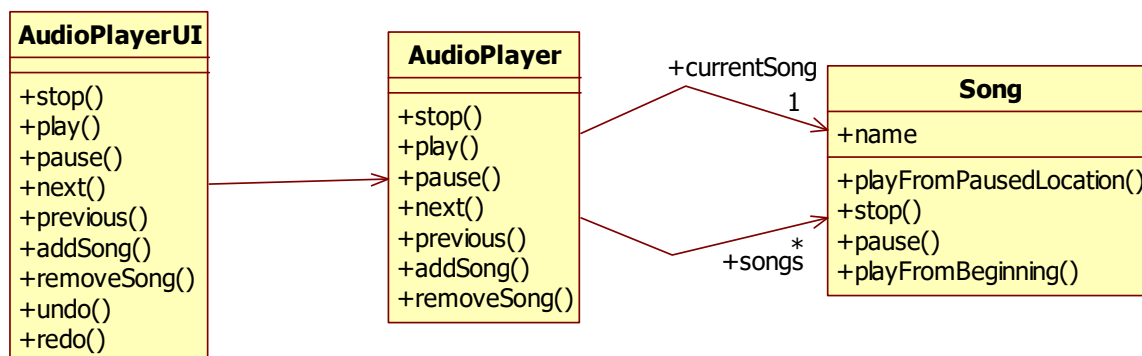 AudioPlayerUI
+stop()
+play()
+pause()
+next()
+previous()
+addSong()
+removeSong()
+undo()
+redo()
AudioPlayer
+stop()
+play()
+pause()
+next()
+previous()
+addSong()
+removeSong()
+currentSong
1
*
+songs
Song
+name
+playFromPausedLocation()
+stop()
+pause()
+playFromBeginning()